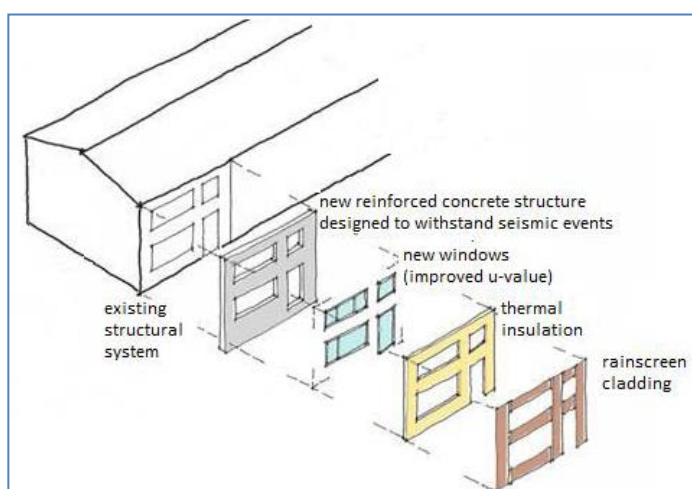 new reinforced concrete structure
designed to withstand seismic events
new windows
(improved u-value)
existing
structural
system
thermal
insulation
rainscreen
cladding